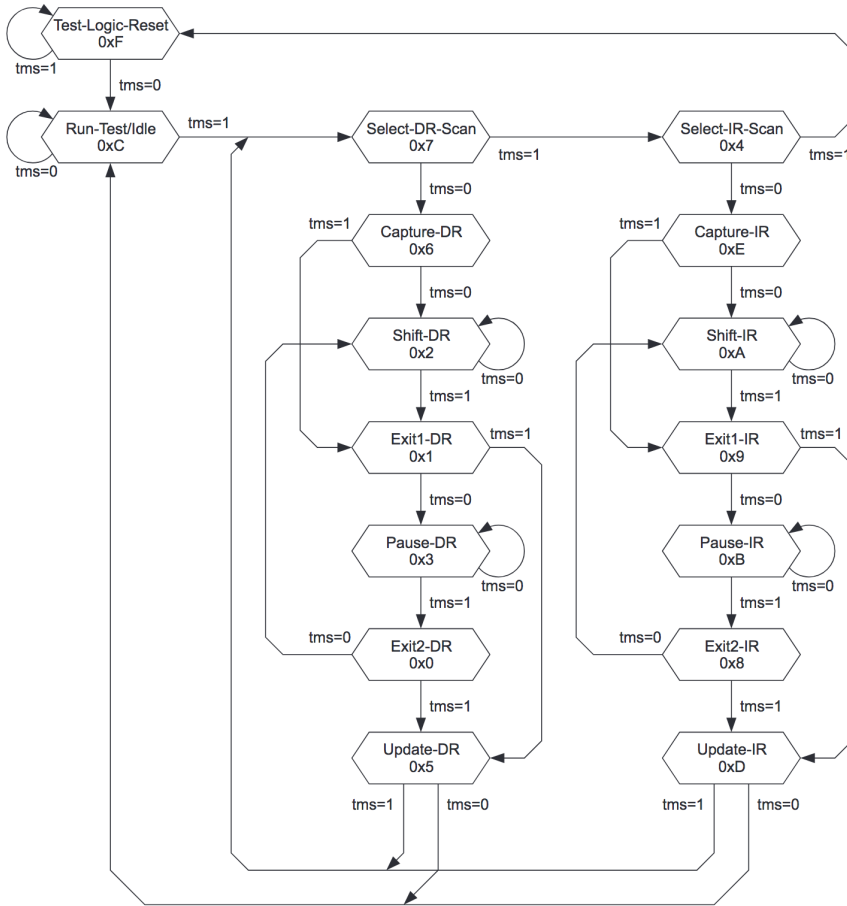 Test-Logic-Reset
0xF
tms=1
tms=0
Run-Test/Idle
0xC
tms=1
tms=0
Select-DR-Scan
0x7
tms=1
tms=0
Select-IR-Scan
0x4
tms=1
tms=0
tms=1
Capture-DR
0x6
tms=0
tms=1
Capture-IR
0xE
tms=0
Shift-DR
0x2
tms=0
tms=1
Shift-IR
0xA
tms=0
tms=1
Exit1-DR
0x1
tms=1
tms=0
Exit1-IR
0x9
tms=1
tms=0
Pause-DR
0x3
tms=0
tms=1
Pause-IR
0xB
tms=0
tms=1
tms=0
Exit2-DR
0x0
tms=1
tms=0
Exit2-IR
0x8
tms=1
Update-DR
0x5
tms=1
tms=0
Update-IR
0xD
tms=1
tms=0